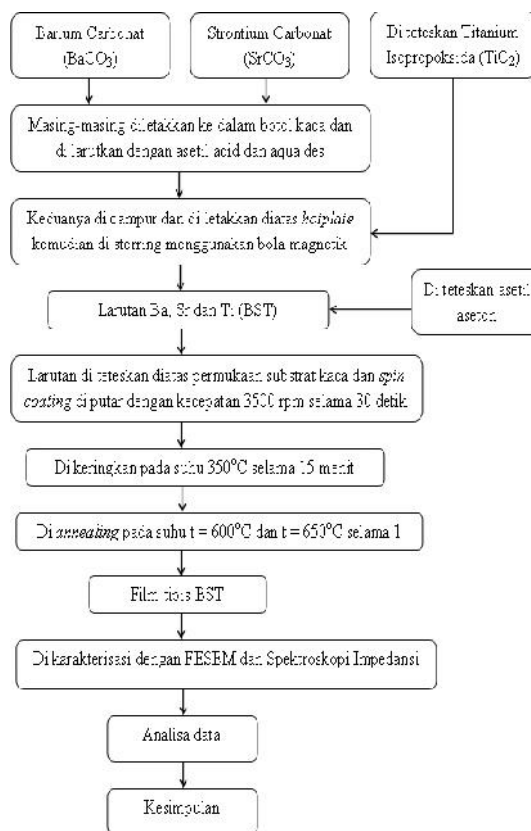 Barium Carbonat
(BaCO3)
Strontium Carbonat
(SrCO3)
Di teteskan Titanium
Isopropoksida (TiO2)
Masing-masing diletakkan ke dalam botol kaca dan
di larutkan dengan asetil acid dan aqua des
Keduanya di campur dan di letakkan diatas hotplate
kemudian di stering menggunakan bola magnetik
Larutan Ba, Sr dan Ti (BST)
Di teteskan asetil
aseton
Larutan di teteskan diatas permukaan substrat kaca dan spin
coating di putar dengan kecepatan 3500 rpm selama 30 detik
Di keringkan pada suhu 350°C selama 15 menit
Di annealing pada suhu t = 600°C dan t = 650°C selama 1
Film tipis BST
Di karakterisasi dengan FESEM dan Spektroskopi Impedansi
Analisa data
Kesimpulan